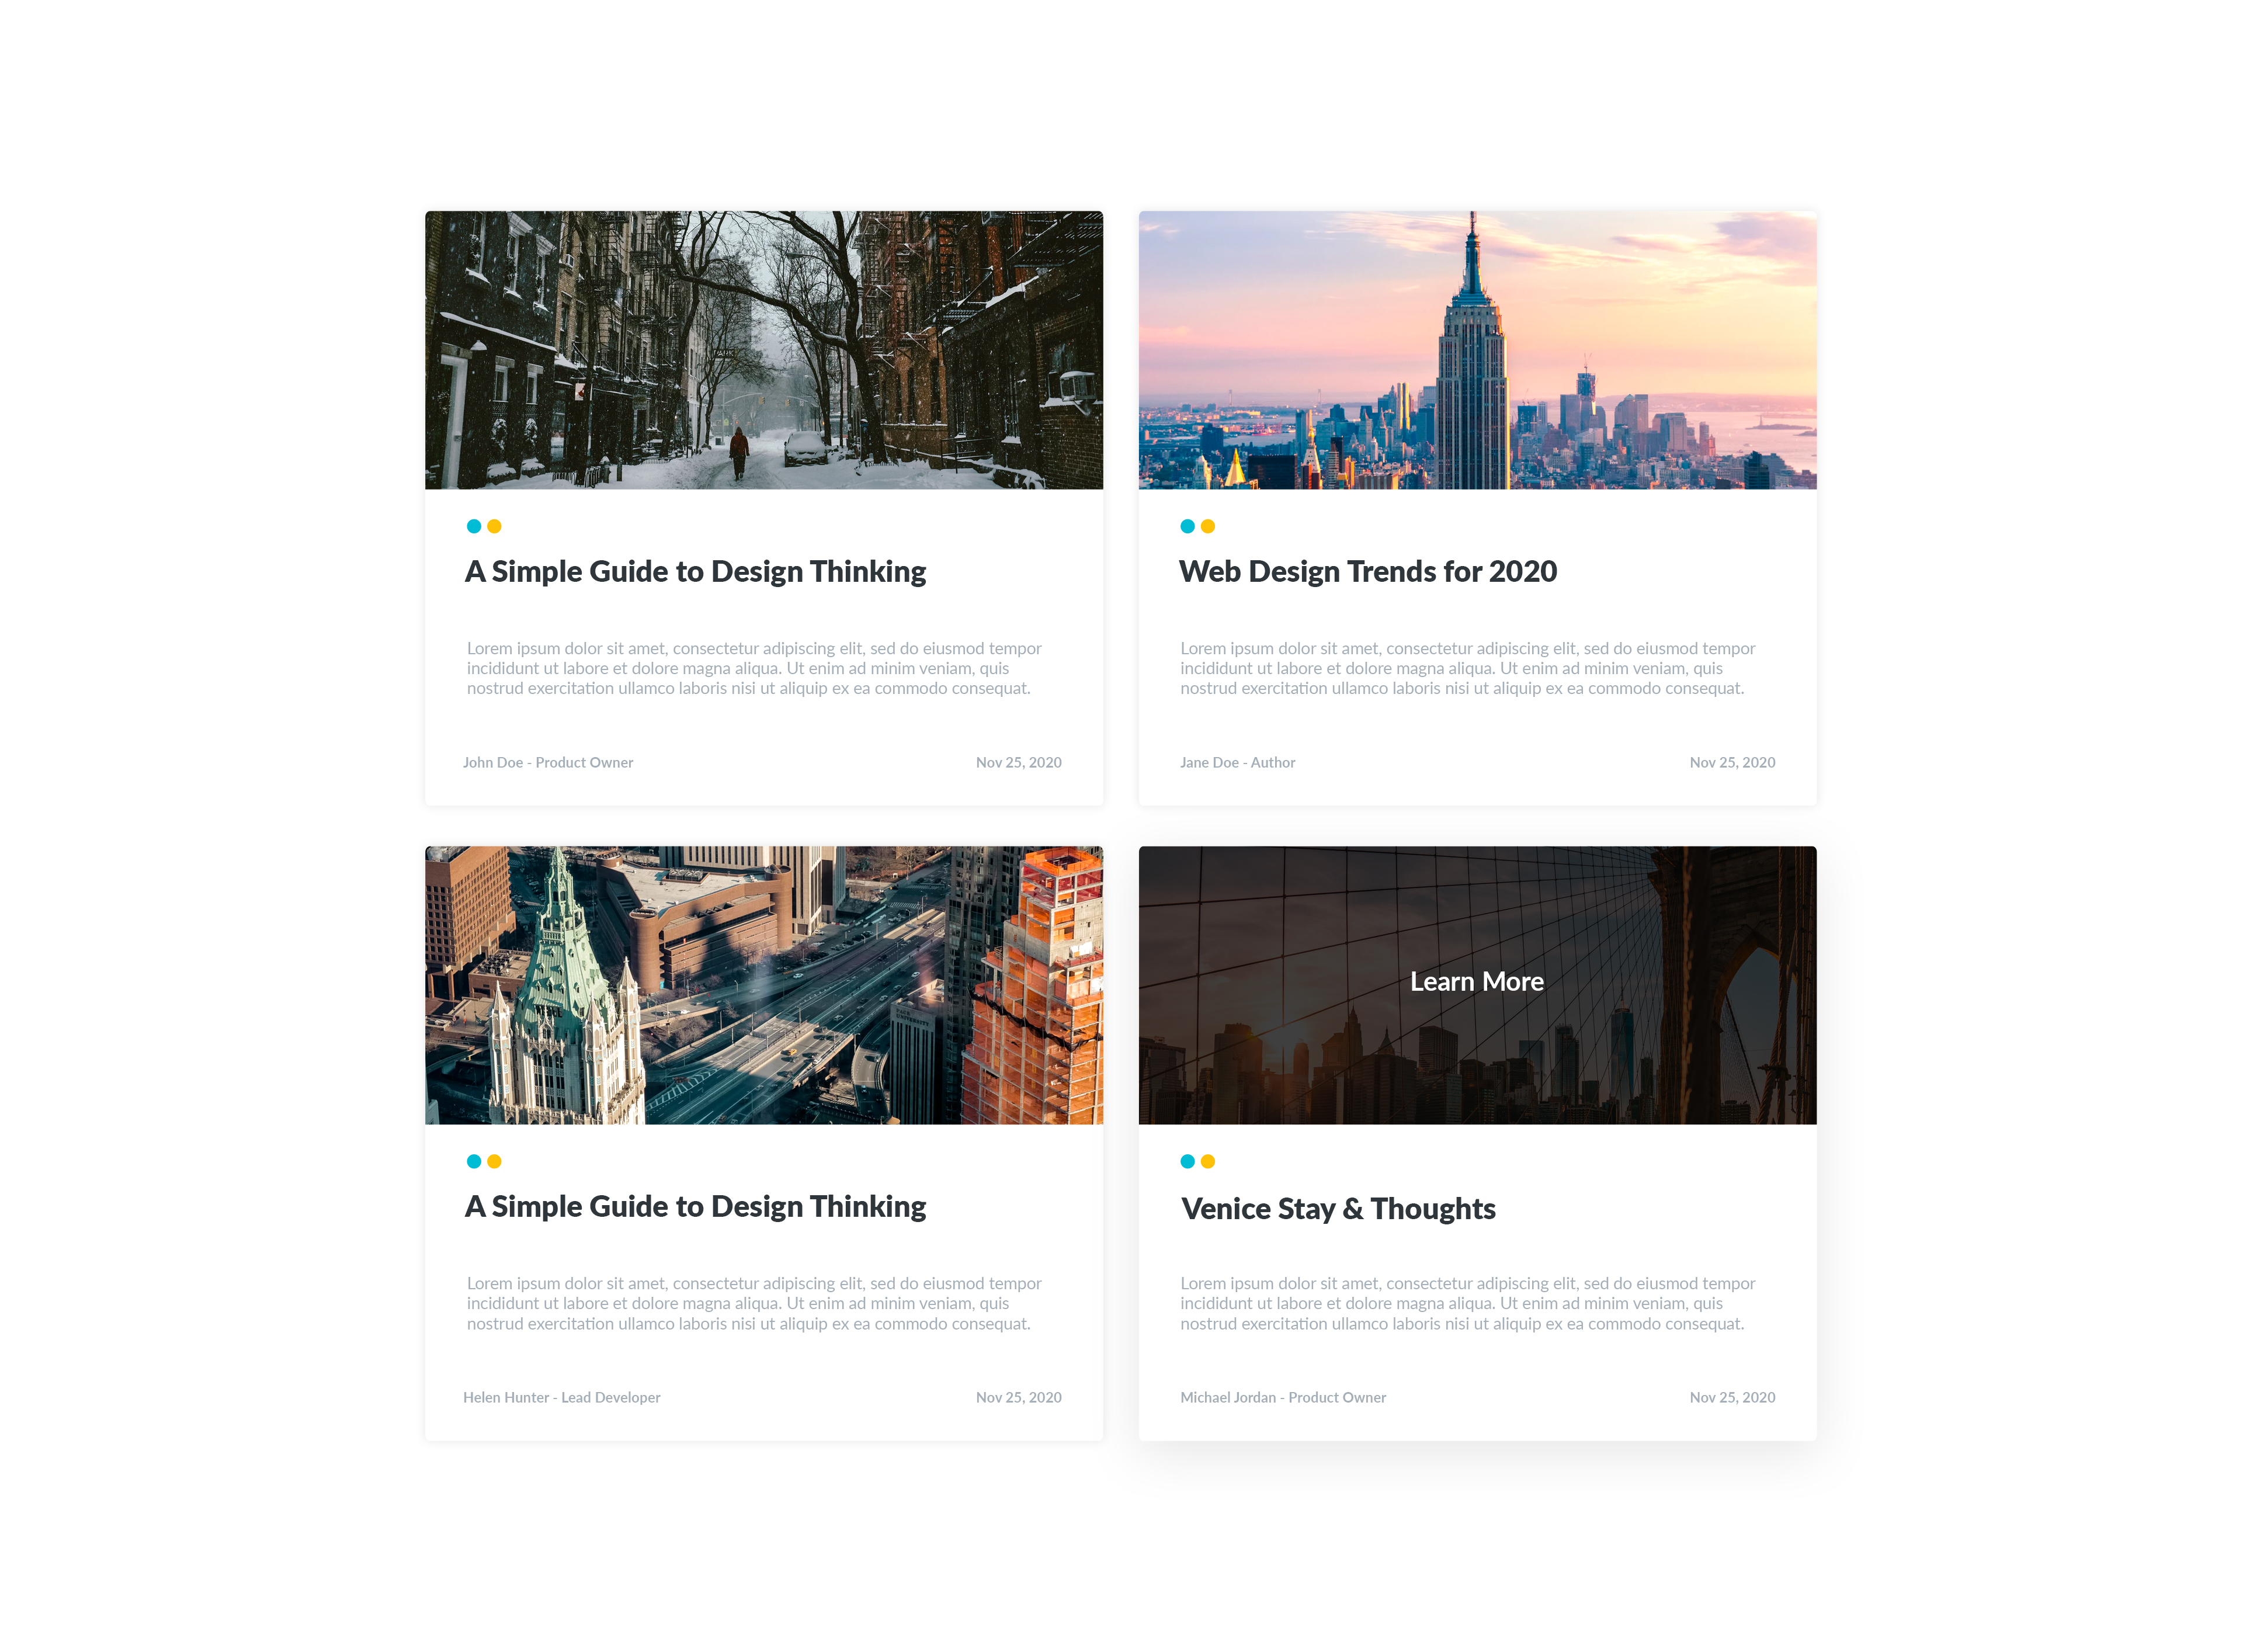 A Simple Guide to Design Thinking
Lorem ipsum dolor sit amet, consectetur adipiscing elit, sed do eiusmod tempor
incididunt ut labore et dolore magna aliqua. Ut enim ad minim veniam, quis
nostrud exercitation ullamco laboris nisi ut aliquip ex ea commodo consequat.
John Doe - Product Owner
Nov 25, 2020
Web Design Trends for 2020
Lorem ipsum dolor sit amet, consectetur adipiscing elit, sed do eiusmod tempor
incididunt ut labore et dolore magna aliqua. Ut enim ad minim veniam, quis
nostrud exercitation ullamco laboris nisi ut aliquip ex ea commodo consequat.
Jane Doe - Author
Nov 25, 2020
PACE
UNIVERSITY
A Simple Guide to Design Thinking
Lorem ipsum dolor sit amet, consectetur adipiscing elit, sed do eiusmod tempor
incididunt ut labore et dolore magna aliqua. Ut enim ad minim veniam, quis
nostrud exercitation ullamco laboris nisi ut aliquip ex ea commodo consequat.
Helen Hunter - Lead Developer
Nov 25, 2020
Learn More
Venice Stay & Thoughts
Lorem ipsum dolor sit amet, consectetur adipiscing elit, sed do eiusmod tempor
incididunt ut labore et dolore magna aliqua. Ut enim ad minim veniam, quis
nostrud exercitation ullamco laboris nisi ut aliquip ex ea commodo consequat.
Michael Jordan - Product Owner
Nov 25, 2020